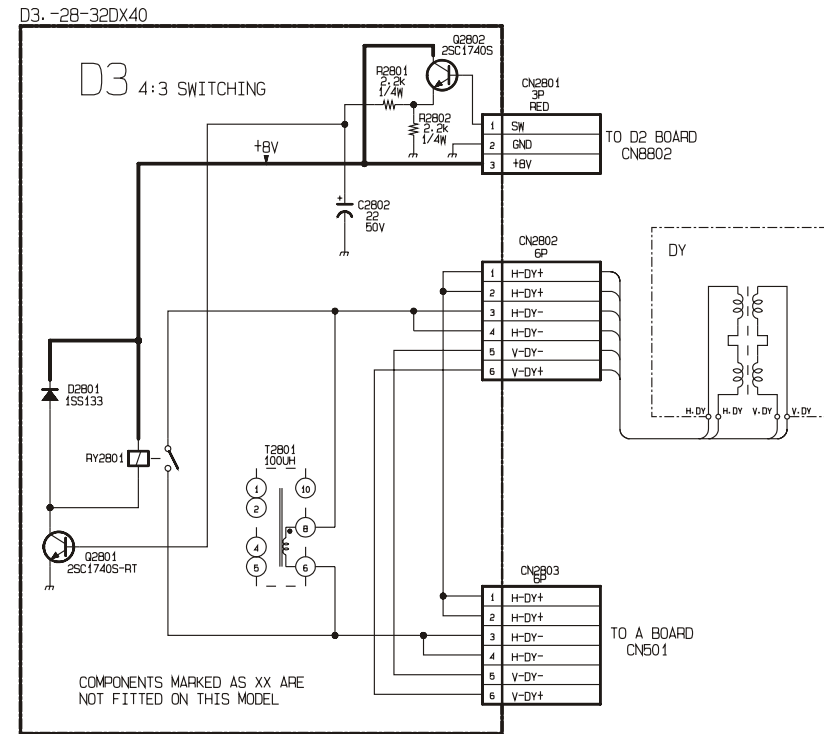 D3.-28-32DX40
D3 4:3 SWITCHING
Q2802
2SC1740S
R2801
2.2k
1/4W
R2802
2.2k
1/4W
CN2801
3P
RED
1 SW
2 GND
3 +8V
TO D2 BOARD
CN8802
+8V
+
C2802
22
50V
CN2802
6P
1 H-DY+
2 H-DY+
3 H-DY-
4 H-DY-
5 V-DY-
6 V-DY+
DY
H.DY H.DY V.DY V.DY
D2801
1SS133
RY2801
T2801
100UH
1
10
2
8
4
5
6
Q2801
2SC1740S-RT
CN2803
6P
1 H-DY+
2 H-DY+
3 H-DY-
4 H-DY-
5 V-DY-
6 V-DY+
TO A BOARD
CN501
COMPONENTS MARKED AS XX ARE
NOT FITTED ON THIS MODEL